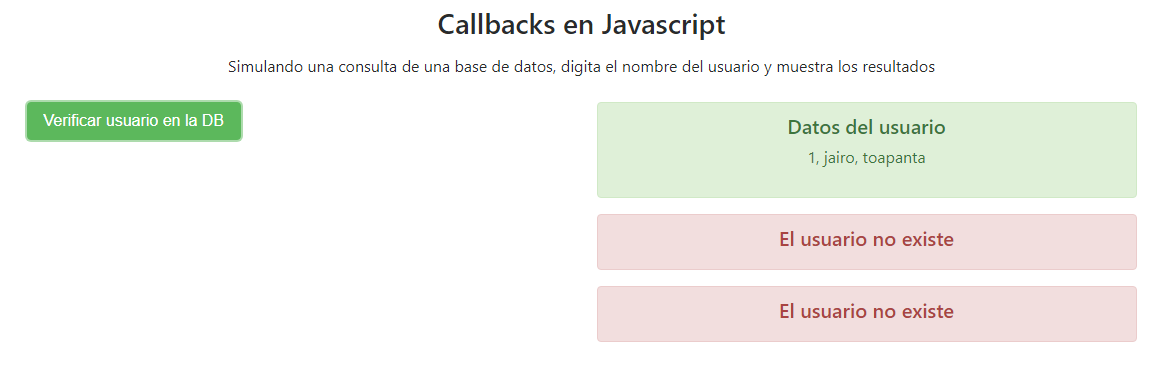 Callbacks en Javascript
Simulando una consulta de una base de datos, digita el nombre del usuario y muestra los resultados
Verificar usuario en la DB
Datos del usuario
1, jairo, toapanta
El usuario no existe
El usuario no existe